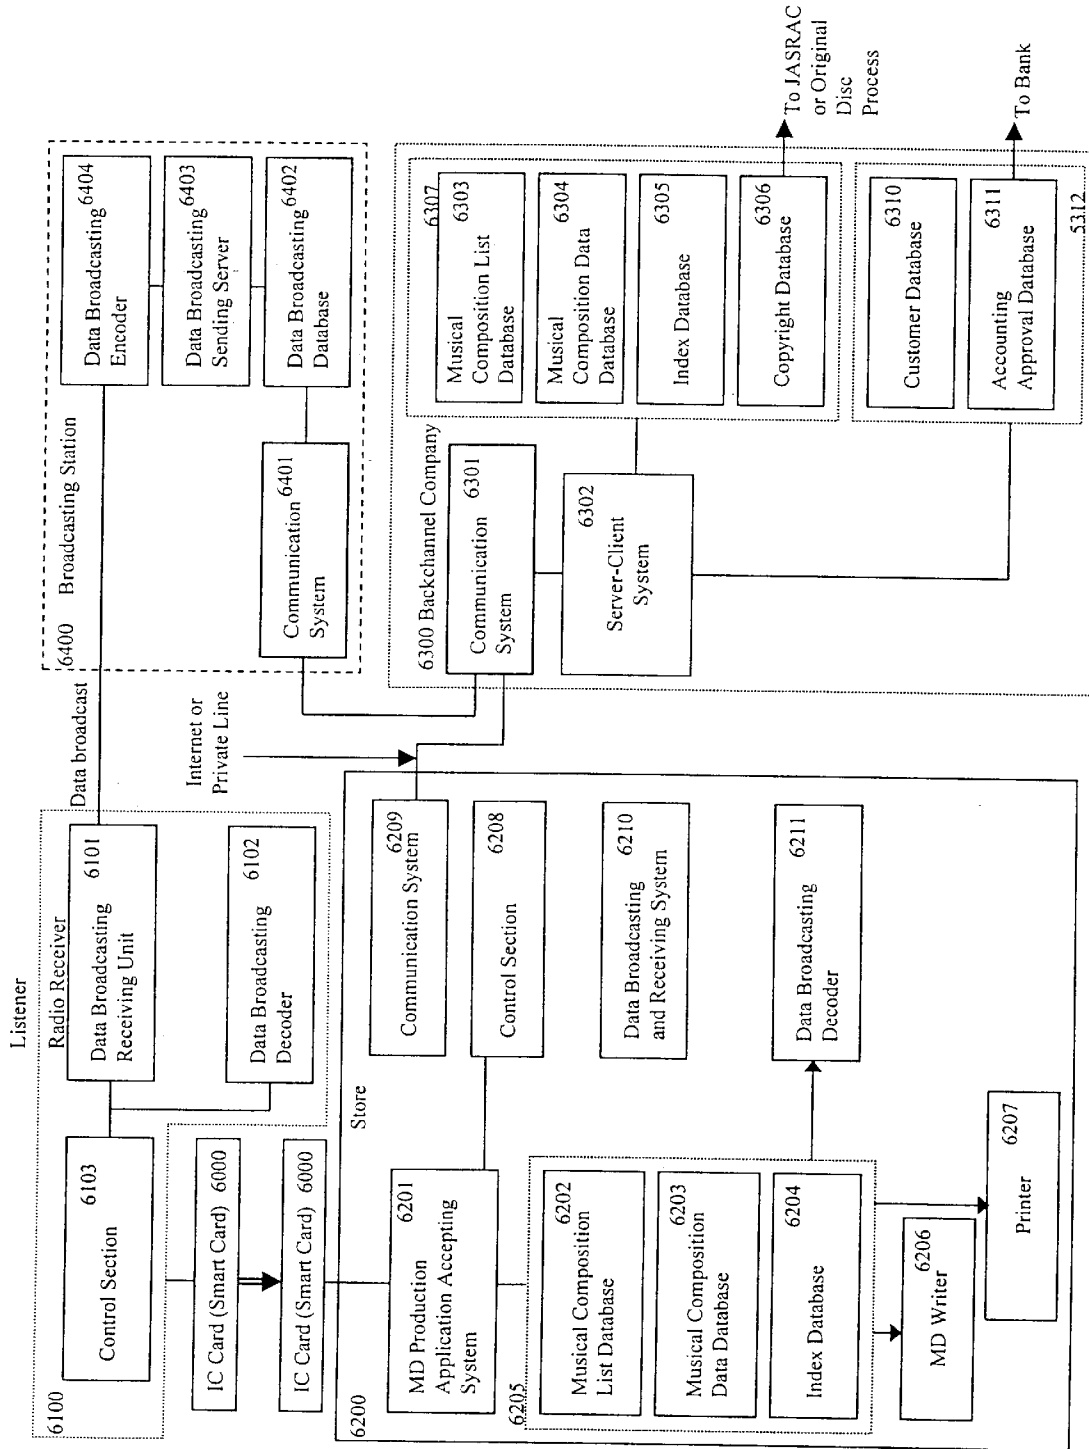 Listener
Radio Receiver
6100
Control Section
6103
Data Broadcasting
Receiving Unit
6101
Data Broadcasting
Decoder
6102
Data broadcast
6400
Broadcasting Station
Data Broadcasting
Encoder
6404
Data Broadcasting
Sending Server
6403
Data Broadcasting
Database
6402
Communication
System
6401
IC Card (Smart Card) 6000
IC Card (Smart Card) 6000
Internet or
Private Line
6200
Store
MD Production
Application Accepting
System
6201
Communication System
6209
Control Section
6208
Data Broadcasting
and Receiving System
6210
Data Broadcasting
Decoder
6211
6205
Musical Composition
List Database
6202
Musical Composition
Data Database
6203
Index Database
6204
MD Writer
6206
Printer
6207
6300 Backchannel Company
Communication
System
6301
Server-Client
System
6302
6307
Musical
Composition List
Database
6303
Musical
Composition Data
Database
6304
Index Database
6305
Copyright Database
6306
To JASRAC
or Original
Disc
Process
Customer Database
6310
Accounting
Approval Database
6311
To Bank
5312